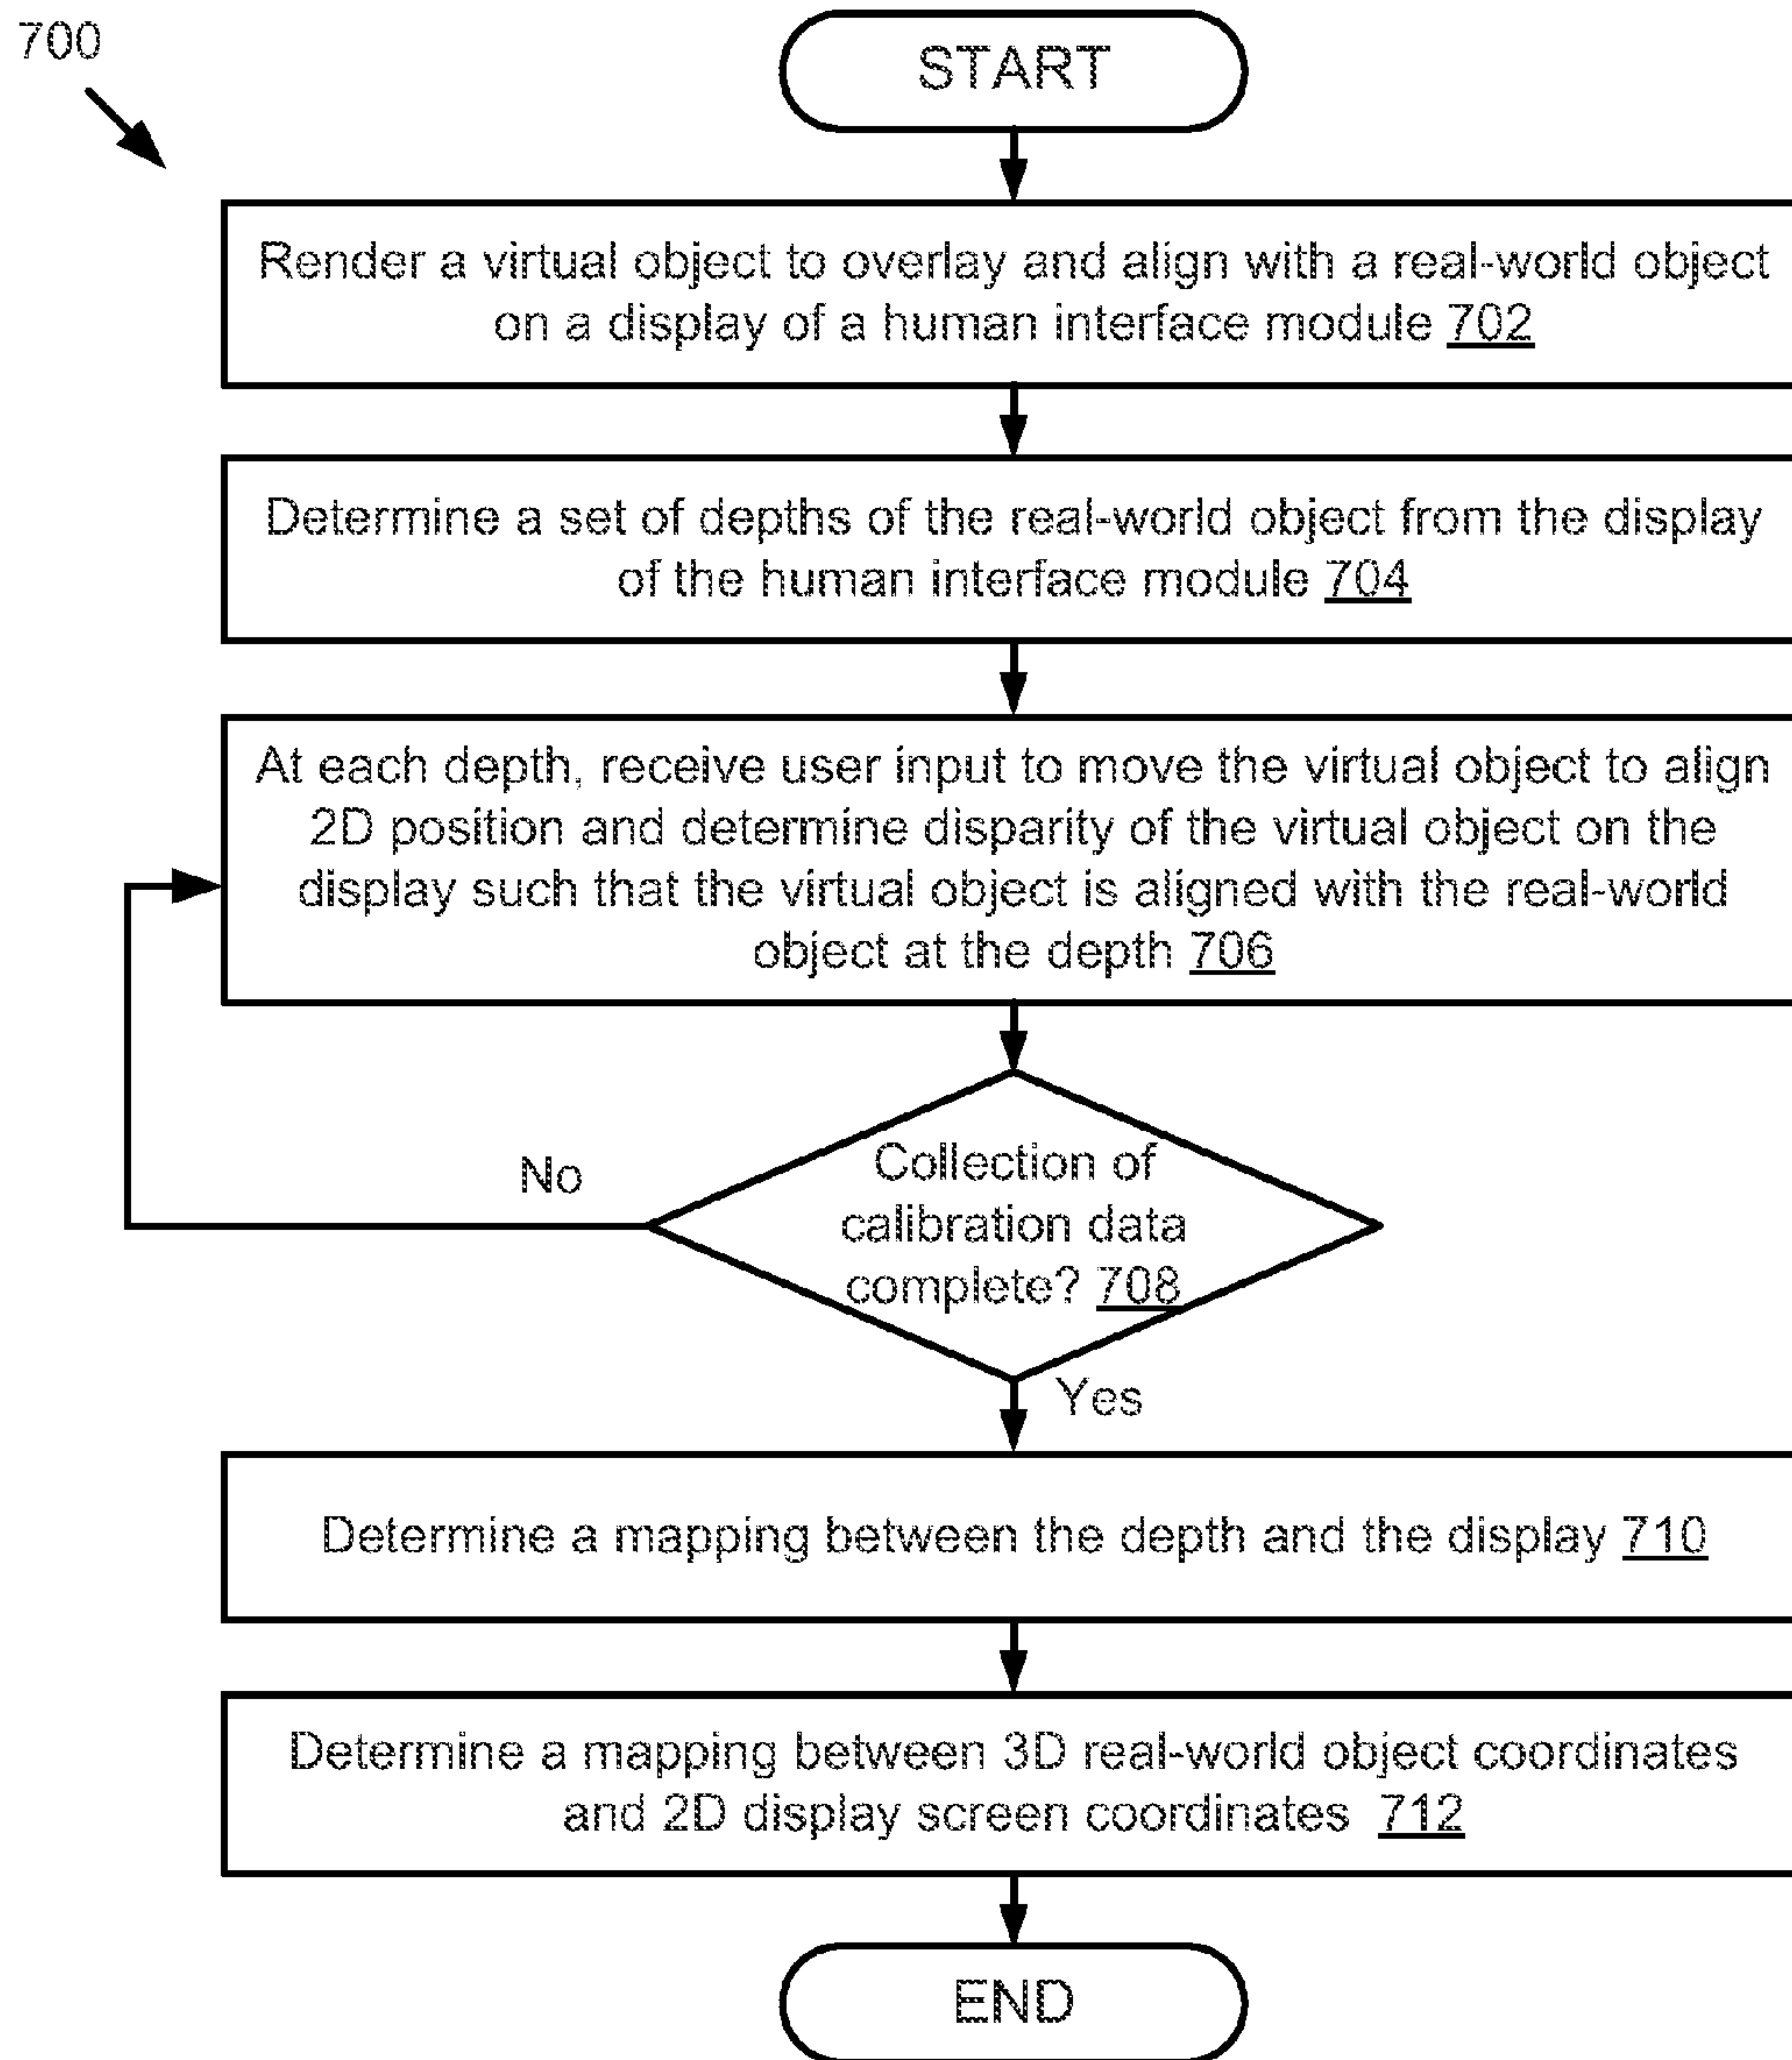 700
START
Render a virtual object to overlay and align with a real-world object
on a display of a human interface module 702
Determine a set of depths of the real-world object from the display
of the human interface module 704
At each depth, receive user input to move the virtual object to align
2D position and determine disparity of the virtual object on the
display such that the virtual object is aligned with the real-world
object at the depth 706
Collection of
calibration data
complete? 708
No
Yes
Determine a mapping between the depth and the display 710
Determine a mapping between 3D real-world object coordinates
and 2D display screen coordinates 712
END